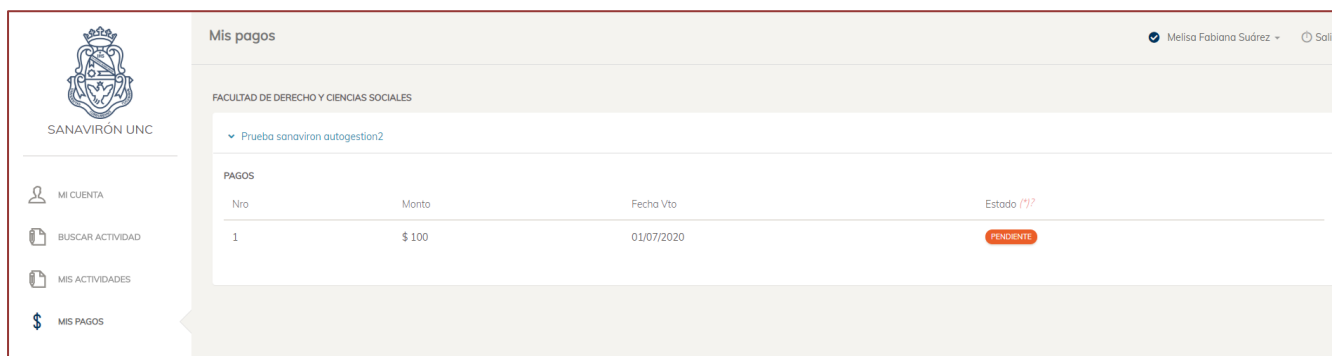 SANAVIRÓN UNC
MI CUENTA
BUSCAR ACTIVIDAD
MIS ACTIVIDADES
$ MIS PAGOS
Mis pagos
Melisa Fabiana Suárez
Sali
FACULTAD DE DERECHO Y CIENCIAS SOCIALES
Prueba sanaviron autogestion2
PAGOS
Nro Monto Fecha Vto Estado (*)?
1 $ 100 01/07/2020 PENDIENTE